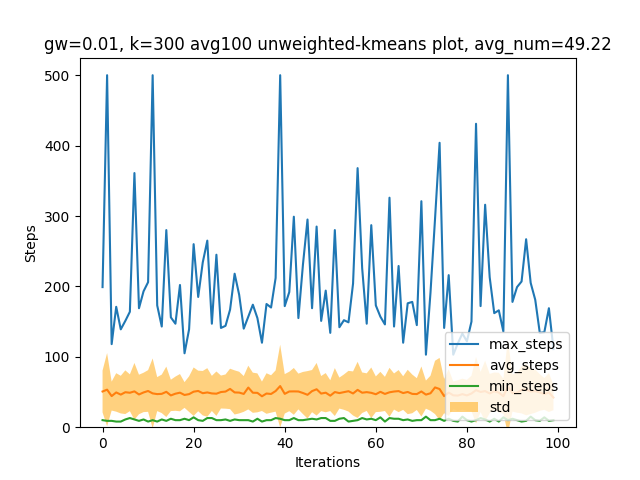 gw=0.01, k=300 avg100 unweighted-kmeans plot, avg_num=49.22
500
400
300
200
100
0
Steps
max_steps
avg_steps
min_steps
std
0
20
40
60
80
100
Iterations